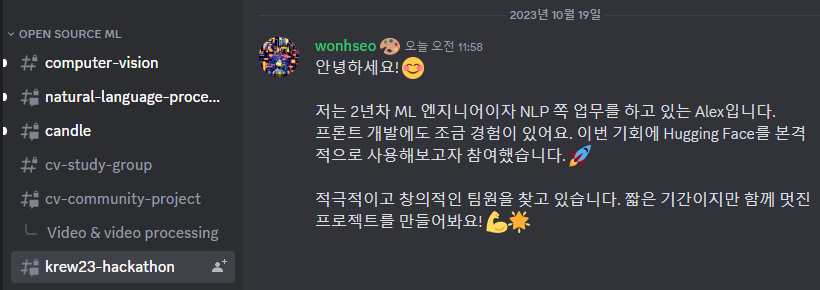 OPEN SOURCE ML
computer-vision
natural-language-proce...
candle
cv-study-group
cv-community-project
Video & video processing
krew23-hackathon
2023년 10월 19일
wonhseo 오늘 오전 11:58
안녕하세요!😊
저는 2년차 ML 엔지니어이자 NLP 쪽 업무를 하고 있는 Alex입니다.
프론트 개발에도 조금 경험이 있어요. 이번 기회에 Hugging Face를 본격
적으로 사용해보고자 참여했습니다. 🚀
적극적이고 창의적인 팀원을 찾고 있습니다. 짧은 기간이지만 함께 멋진
프로젝트를 만들어봐요! 💪🌟